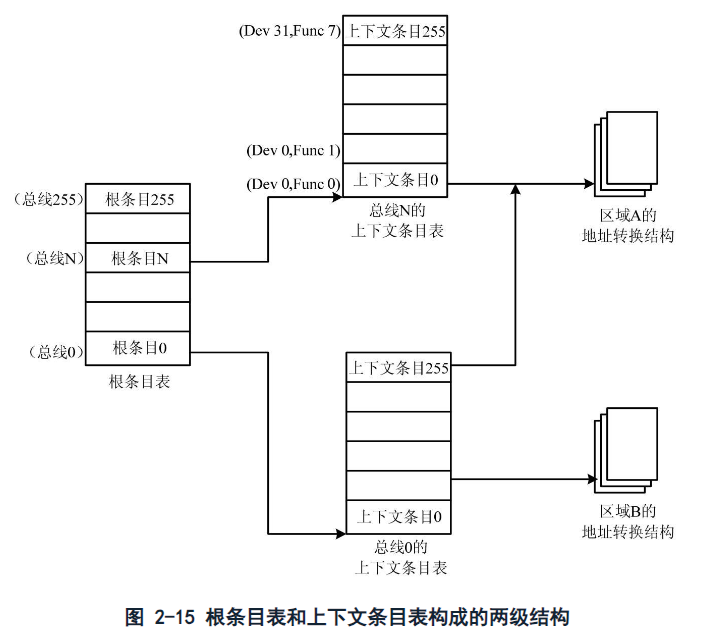 (Dev 31,Func 7)
上下文条目255
(Dev 0,Func 1)
(Dev 0,Func 0)
上下文条目0
总线N的
上下文条目表
区域A的
地址转换结构
(总线255)
根条目255
(总线N)
根条目N
(总线0)
根条目0
根条目表
上下文条目255
上下文条目0
总线0的
上下文条目表
区域B的
地址转换结构
图 2-15 根条目表和上下文条目表构成的两级结构